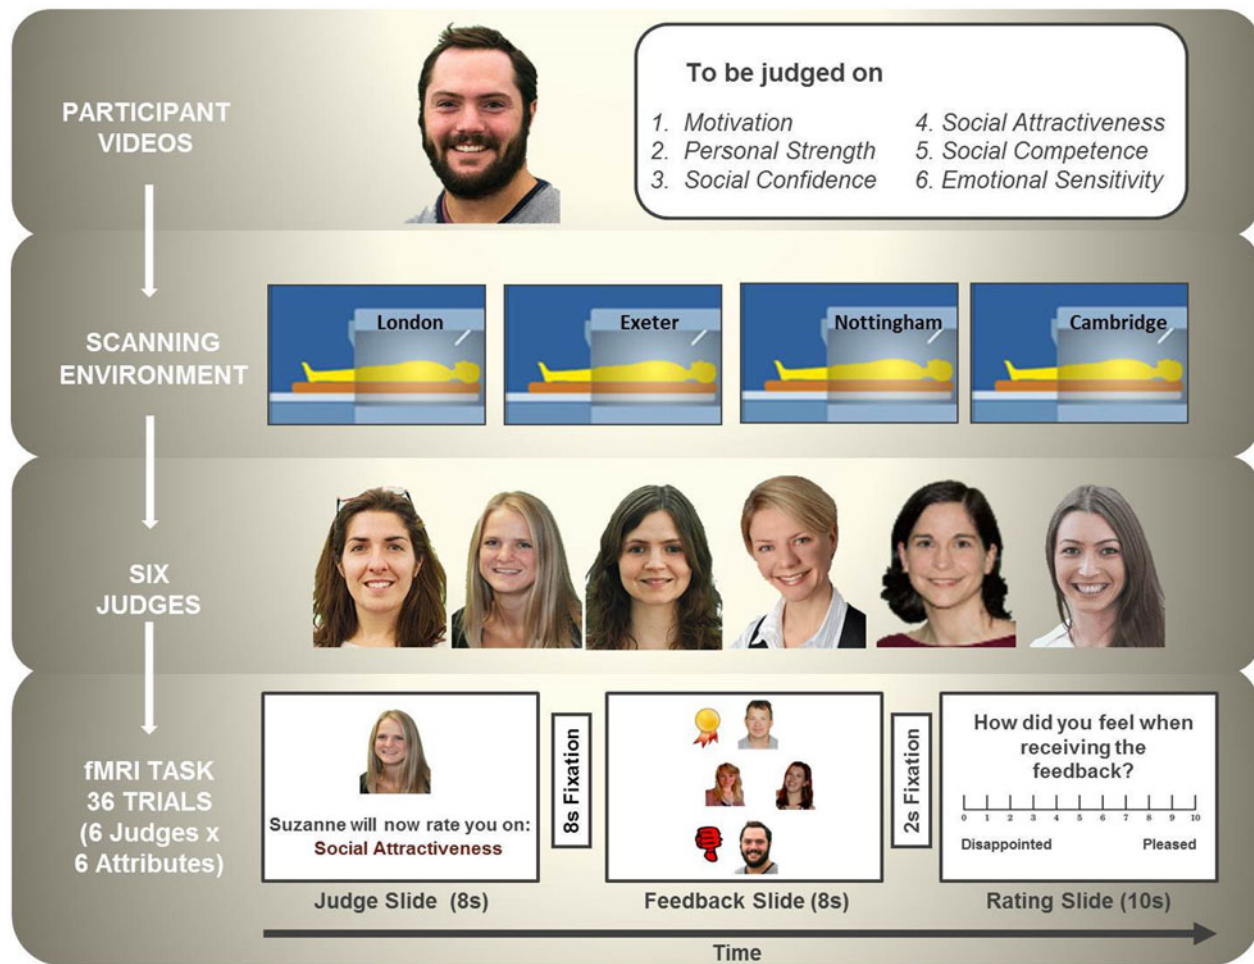 PARTICIPANT
VIDEOS
To be judged on
1. Motivation
2. Personal Strength
3. Social Confidence
4. Social Attractiveness
5. Social Competence
6. Emotional Sensitivity
SCANNING
ENVIRONMENT
London
Exeter
Nottingham
Cambridge
SIX
JUDGES
fMRI TASK
36 TRIALS
(6 Judges x
6 Attributes)
Suzanne will now rate you on:
Social Attractiveness
Judge Slide (8s)
8s Fixation
Feedback Slide (8s)
2s Fixation
How did you feel when
receiving the
feedback?
0 1 2 3 4 5 6 7 8 9 10
Disappointed Pleased
Rating Slide (10s)
Time